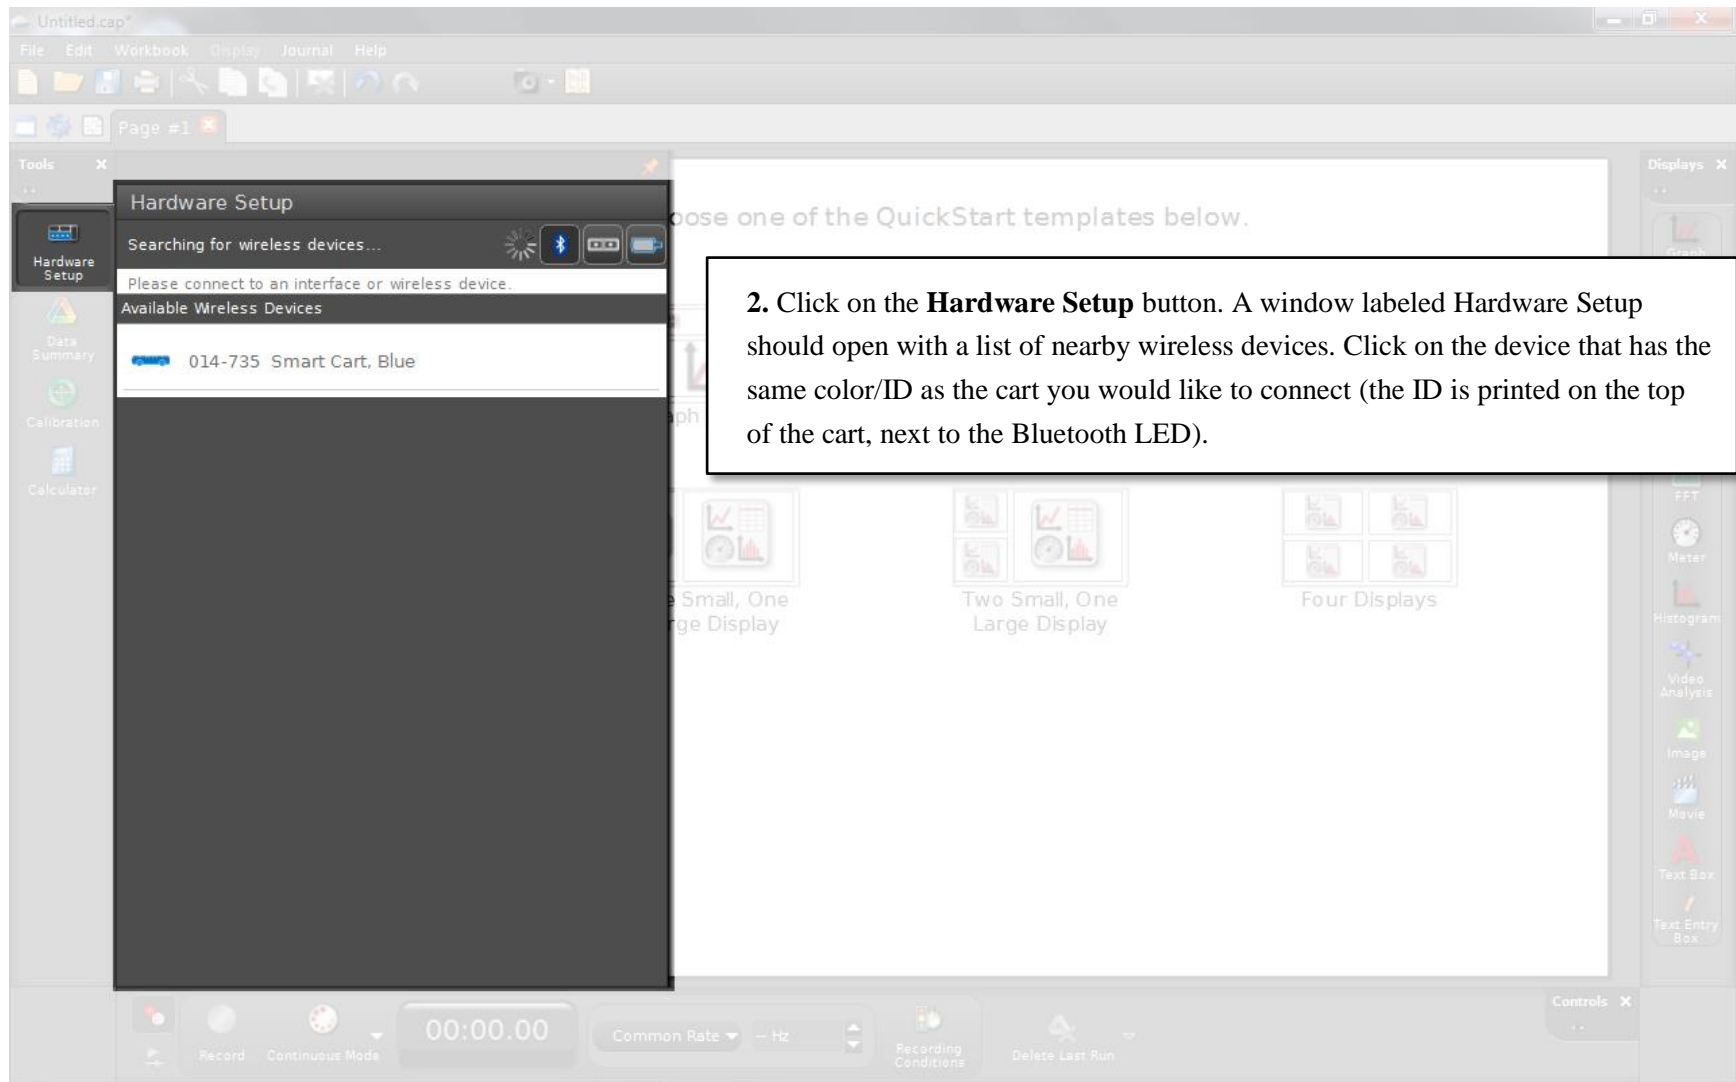 Untitled.cap*
File Edit Workbook Display Journal Help
Page #1
Tools
Displays
Hardware Setup
Searching for wireless devices...
Please connect to an interface or wireless device.
Available Wireless Devices
014-735 Smart Cart, Blue
Hardware
Setup
Data
Summary
Calibration
Calculator
oose one of the QuickStart templates below.
2. Click on the Hardware Setup button. A window labeled Hardware Setup
should open with a list of nearby wireless devices. Click on the device that has the
same color/ID as the cart you would like to connect (the ID is printed on the top
of the cart, next to the Bluetooth LED).
aph
Small, One
rge Display
Two Small, One
Large Display
Four Displays
Graph
FFT
Meter
Histogram
Video
Analysis
Image
Movie
Text Box
Text Entry
Box
Controls
Record
Continuous Mode
00:00.00
Common Rate
-- Hz
Recording
Conditions
Delete Last Run